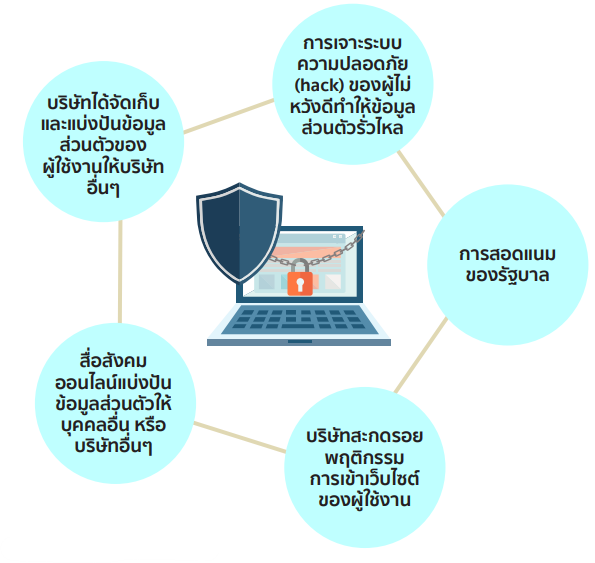 การเจาะระบบ
ความปลอดภัย
(hack) ของผู้ไม่
หวังดีทำให้ข้อมูล
ส่วนตัวรั่วไหล
บริษัทได้จัดเก็บ
และแบ่งปันข้อมูล
ส่วนตัวของ
ผู้ใช้งานให้บริษัท
อื่นๆ
การสอดแนม
ของรัฐบาล
สื่อสังคม
ออนไลน์แบ่งปัน
ข้อมูลส่วนตัวให้
บุคคลอื่น หรือ
บริษัทอื่นๆ
บริษัทสะกดรอย
พฤติกรรม
การเข้าเว็บไซต์
ของผู้ใช้งาน